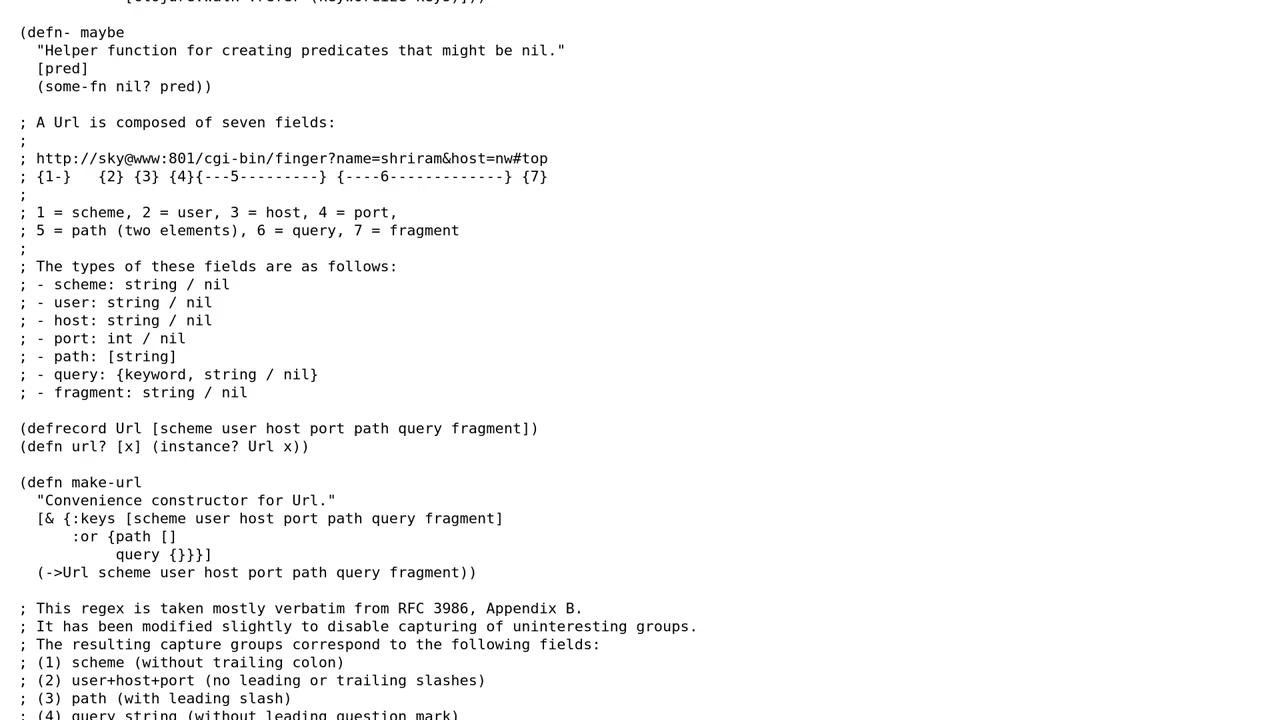 (defn- maybe
  "Helper function for creating predicates that might be nil."
  [pred]
  (some-fn nil? pred))

; A Url is composed of seven fields:
;
; http://sky@www:801/cgi-bin/finger?name=shriram&host=nw#top
; {1-}   {2} {3} {4}{---5---------} {----6-------------} {7}
;
; 1 = scheme, 2 = user, 3 = host, 4 = port,
; 5 = path (two elements), 6 = query, 7 = fragment
;
; The types of these fields are as follows:
; - scheme: string / nil
; - user: string / nil
; - host: string / nil
; - port: int / nil
; - path: [string]
; - query: {keyword, string / nil}
; - fragment: string / nil

(defrecord Url [scheme user host port path query fragment])
(defn url? [x] (instance? Url x))

(defn make-url
  "Convenience constructor for Url."
  [& {:keys [scheme user host port path query fragment]
      :or {path []
           query {}}}]
  (->Url scheme user host port path query fragment))

; This regex is taken mostly verbatim from RFC 3986, Appendix B.
; It has been modified slightly to disable capturing of uninteresting groups.
; The resulting capture groups correspond to the following fields:
; (1) scheme (without trailing colon)
; (2) user+host+port (no leading or trailing slashes)
; (3) path (with leading slash)
; (4) query string (without leading question mark)